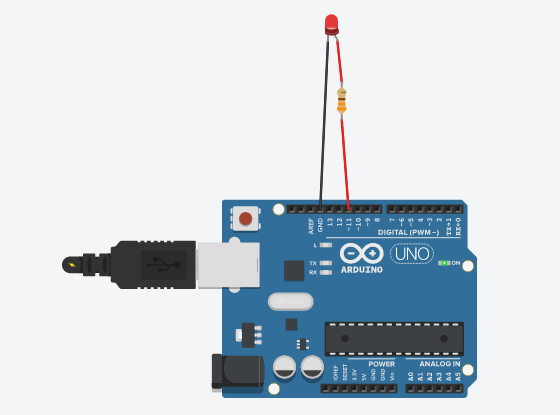 AREF
GND
13
12
~11
~10
~9
8
7
~6
~5
4
~3
2
TX→1
RX←0
DIGITAL (PWM~)
L
TX
RX
ARDUINO
UNO
ON
POWER
ANALOG IN
IOREF
RESET
3.3V
5V
GND
GND
Vin
A0
A1
A2
A3
A4
A5